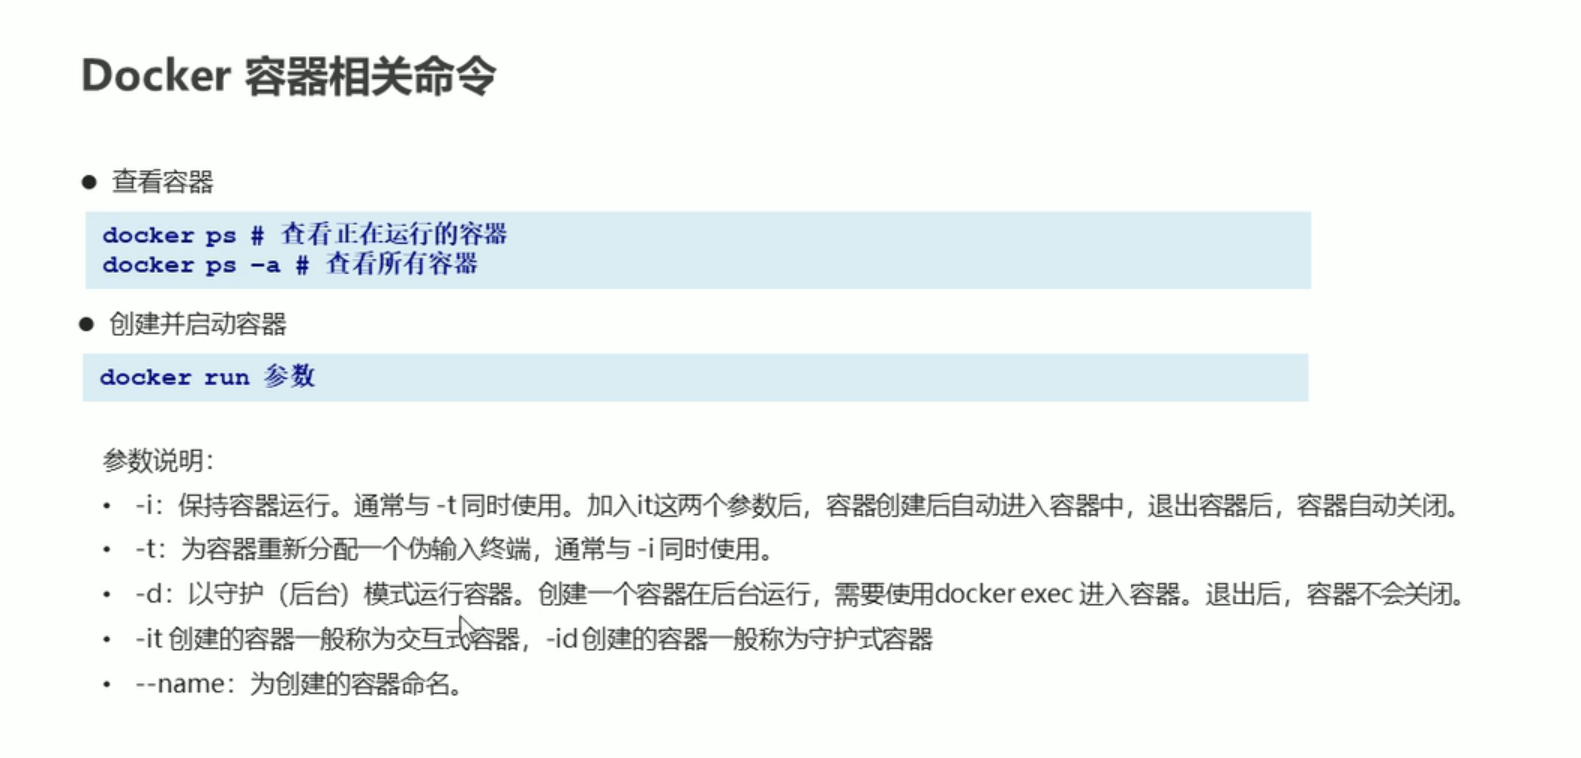 Docker 容器相关命令
查看容器
docker ps # 查看正在运行的容器
docker ps –a # 查看所有容器
创建并启动容器
docker run 参数
参数说明：
• -i：保持容器运行。通常与 -t 同时使用。加入it这两个参数后，容器创建后自动进入容器中，退出容器后，容器自动关闭。
• -t：为容器重新分配一个伪输入终端，通常与 -i 同时使用。
• -d：以守护（后台）模式运行容器。创建一个容器在后台运行，需要使用docker exec 进入容器。退出后，容器不会关闭。
• -it 创建的容器一般称为交互式容器，-id 创建的容器一般称为守护式容器
• --name：为创建的容器命名。